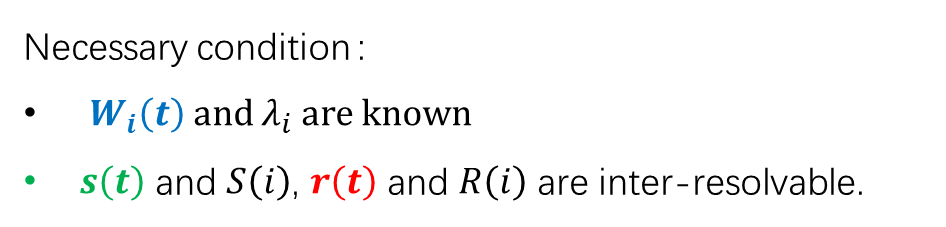 Necessary condition :
• W_i(t) and λ_i are known
• s(t) and S(i), r(t) and R(i) are inter-resolvable.